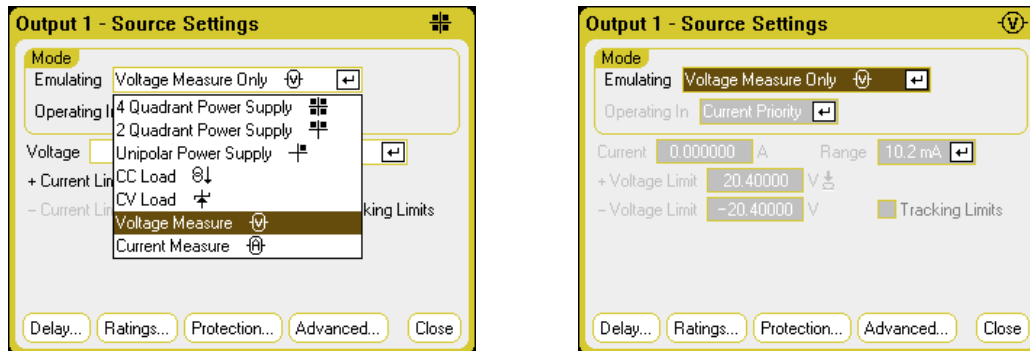 Output 1 - Source Settings
Mode
Emulating Voltage Measure Only
Operating In
4 Quadrant Power Supply
2 Quadrant Power Supply
Unipolar Power Supply
CC Load
CV Load
Voltage Measure
Current Measure
Voltage
+ Current Lim
- Current Lim
king Limits
Delay... Ratings... Protection... Advanced... Close
Output 1 - Source Settings
Mode
Emulating Voltage Measure Only
Operating In Current Priority
Current 0.000000 A Range 10.2 mA
+ Voltage Limit 20.40000 V
- Voltage Limit -20.40000 V Tracking Limits
Delay... Ratings... Protection... Advanced... Close